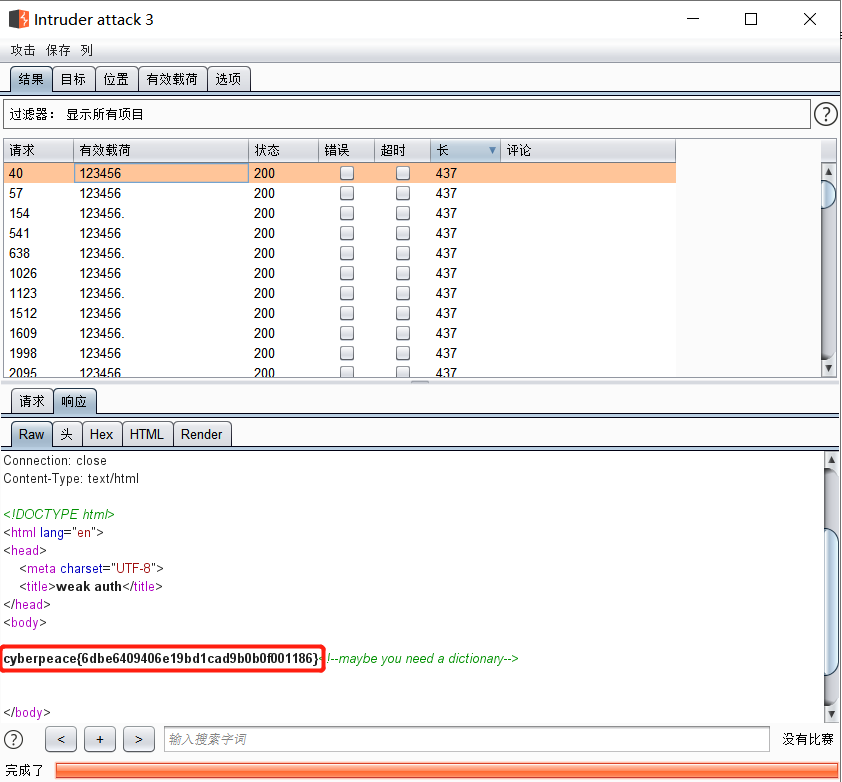 Intruder attack 3
攻击 保存 列
结果 目标 位置 有效载荷 选项
过滤器： 显示所有项目 ?
请求 有效载荷 状态 错误 超时 长 评论
40 123456 200 437
57 123456 200 437
154 123456. 200 437
541 123456 200 437
638 123456. 200 437
1026 123456 200 437
1123 123456. 200 437
1512 123456 200 437
1609 123456. 200 437
1998 123456 200 437
2095 123456. 200 437
请求 响应
Raw 头 Hex HTML Render
Connection: close
Content-Type: text/html
<!DOCTYPE html>
<html lang="en">
<head>
<meta charset="UTF-8">
<title>weak auth</title>
</head>
<body>
cyberpeace{6dbe6409406e19bd1cad9b0b0f001186}<!--maybe you need a dictionary-->
</body>
? < + > 输入搜索字词 没有比赛
完成了